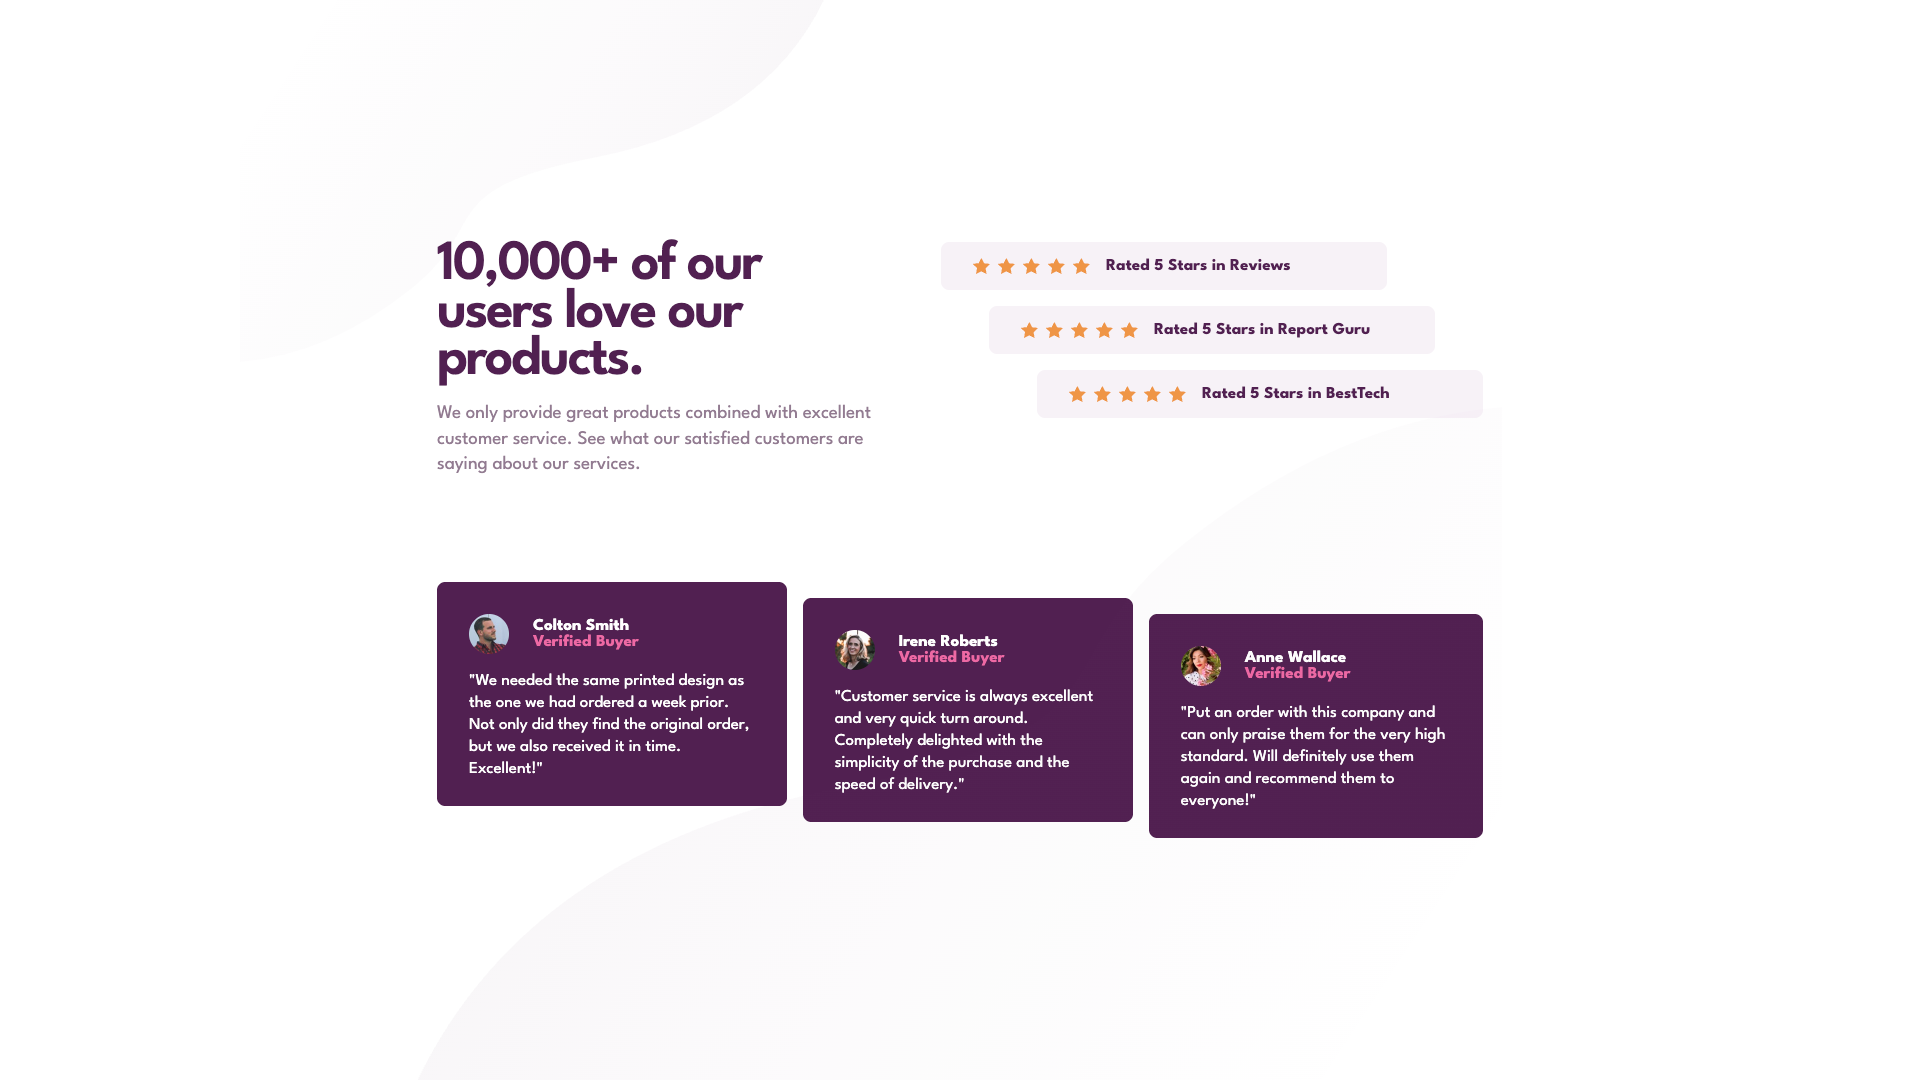 10,000+ of our
users love our
products.
We only provide great products combined with excellent
customer service. See what our satisfied customers are
saying about our services.
Rated 5 Stars in Reviews
Rated 5 Stars in Report Guru
Rated 5 Stars in BestTech
Colton Smith
Verified Buyer
"We needed the same printed design as
the one we had ordered a week prior.
Not only did they find the original order,
but we also received it in time.
Excellent!"
Irene Roberts
Verified Buyer
"Customer service is always excellent
and very quick turn around.
Completely delighted with the
simplicity of the purchase and the
speed of delivery."
Anne Wallace
Verified Buyer
"Put an order with this company and
can only praise them for the very high
standard. Will definitely use them
again and recommend them to
everyone!"